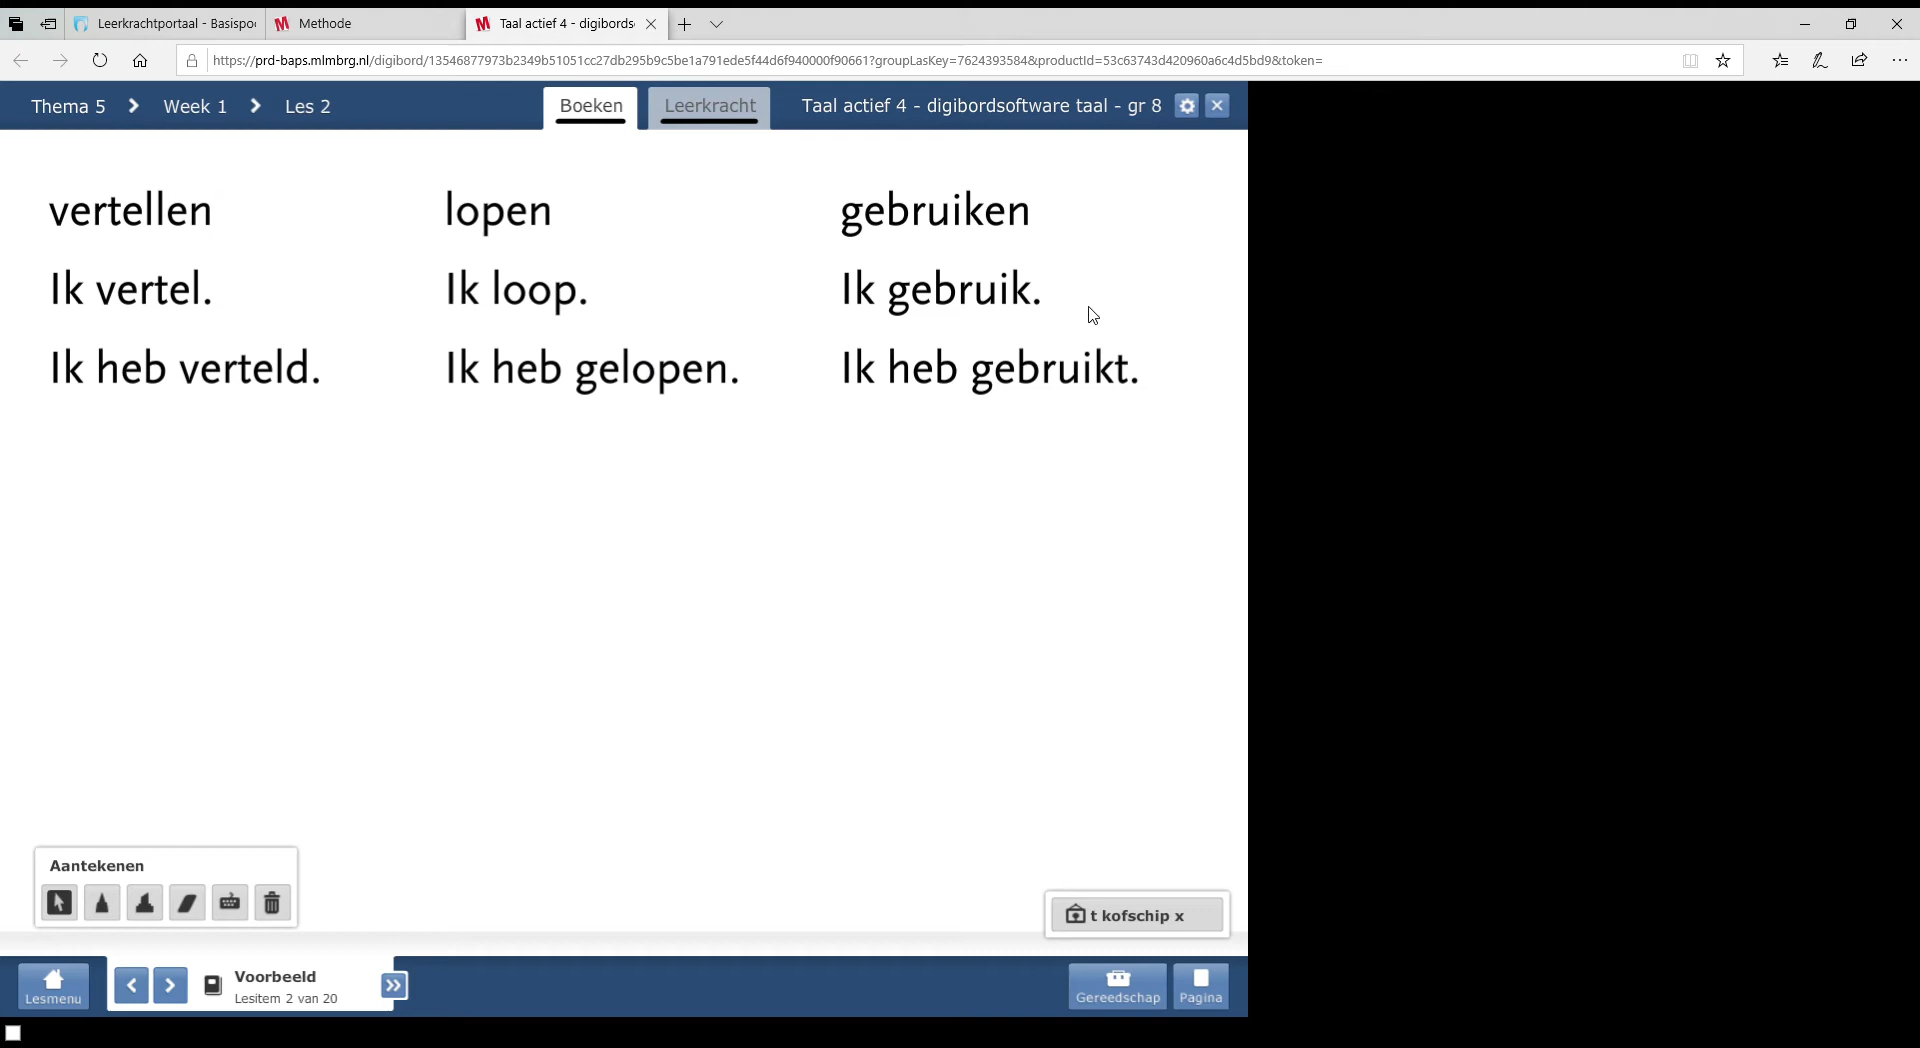 Leerkrachtportaal - Basispo
Methode
Taal actief 4 - digibords
https://prd-baps.mlmbrg.nl/digibord/13546877973b2349b51051cc27db295b9c5be1a791ede5f44d6f940000f90661?groupLasKey=7624393584&productId=53c63743d420960a6c4d5bd9&token=
Thema 5 > Week 1 > Les 2
Boeken
Leerkracht
Taal actief 4 - digibordsoftware taal - gr 8
vertellen lopen gebruiken
Ik vertel. Ik loop. Ik gebruik.
Ik heb verteld. Ik heb gelopen. Ik heb gebruikt.
Aantekenen
t kofschip x
Lesmenu
Voorbeeld
Lesitem 2 van 20
Gereedschap
Pagina